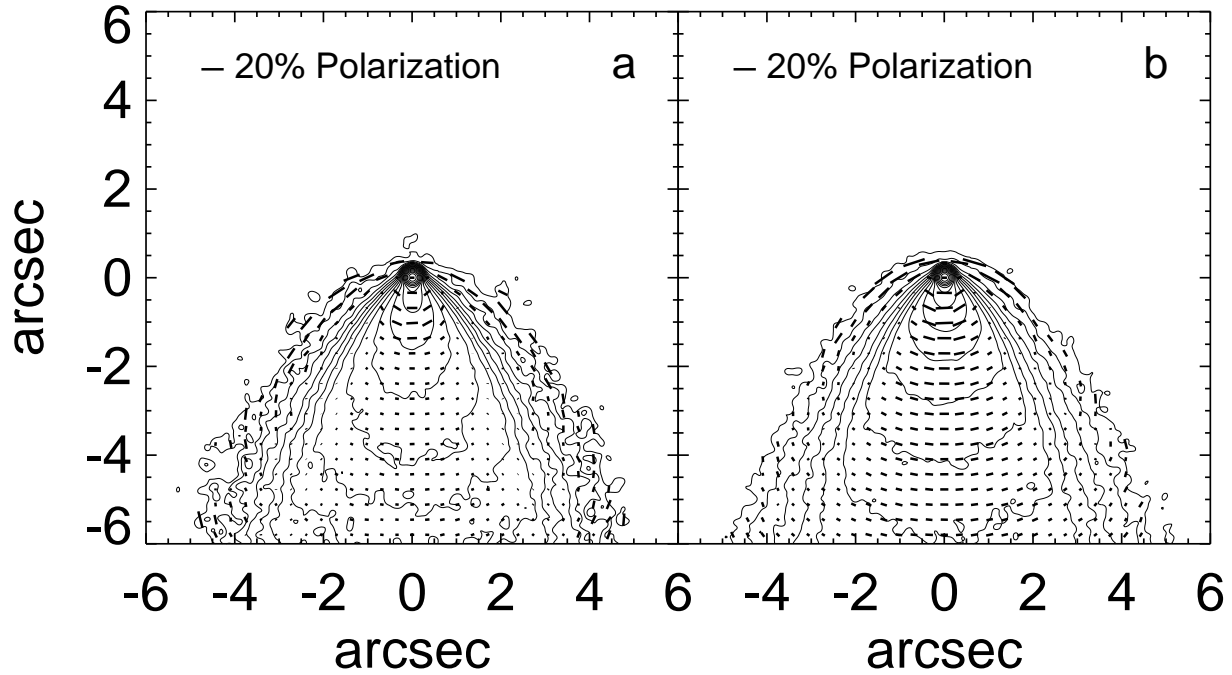 6
4
2
0
-2
-4
-6
arcsec
– 20% Polarization
a
– 20% Polarization
b
-6 -4 -2 0 2 4 6 -4 -2 0 2 4 6
arcsec arcsec